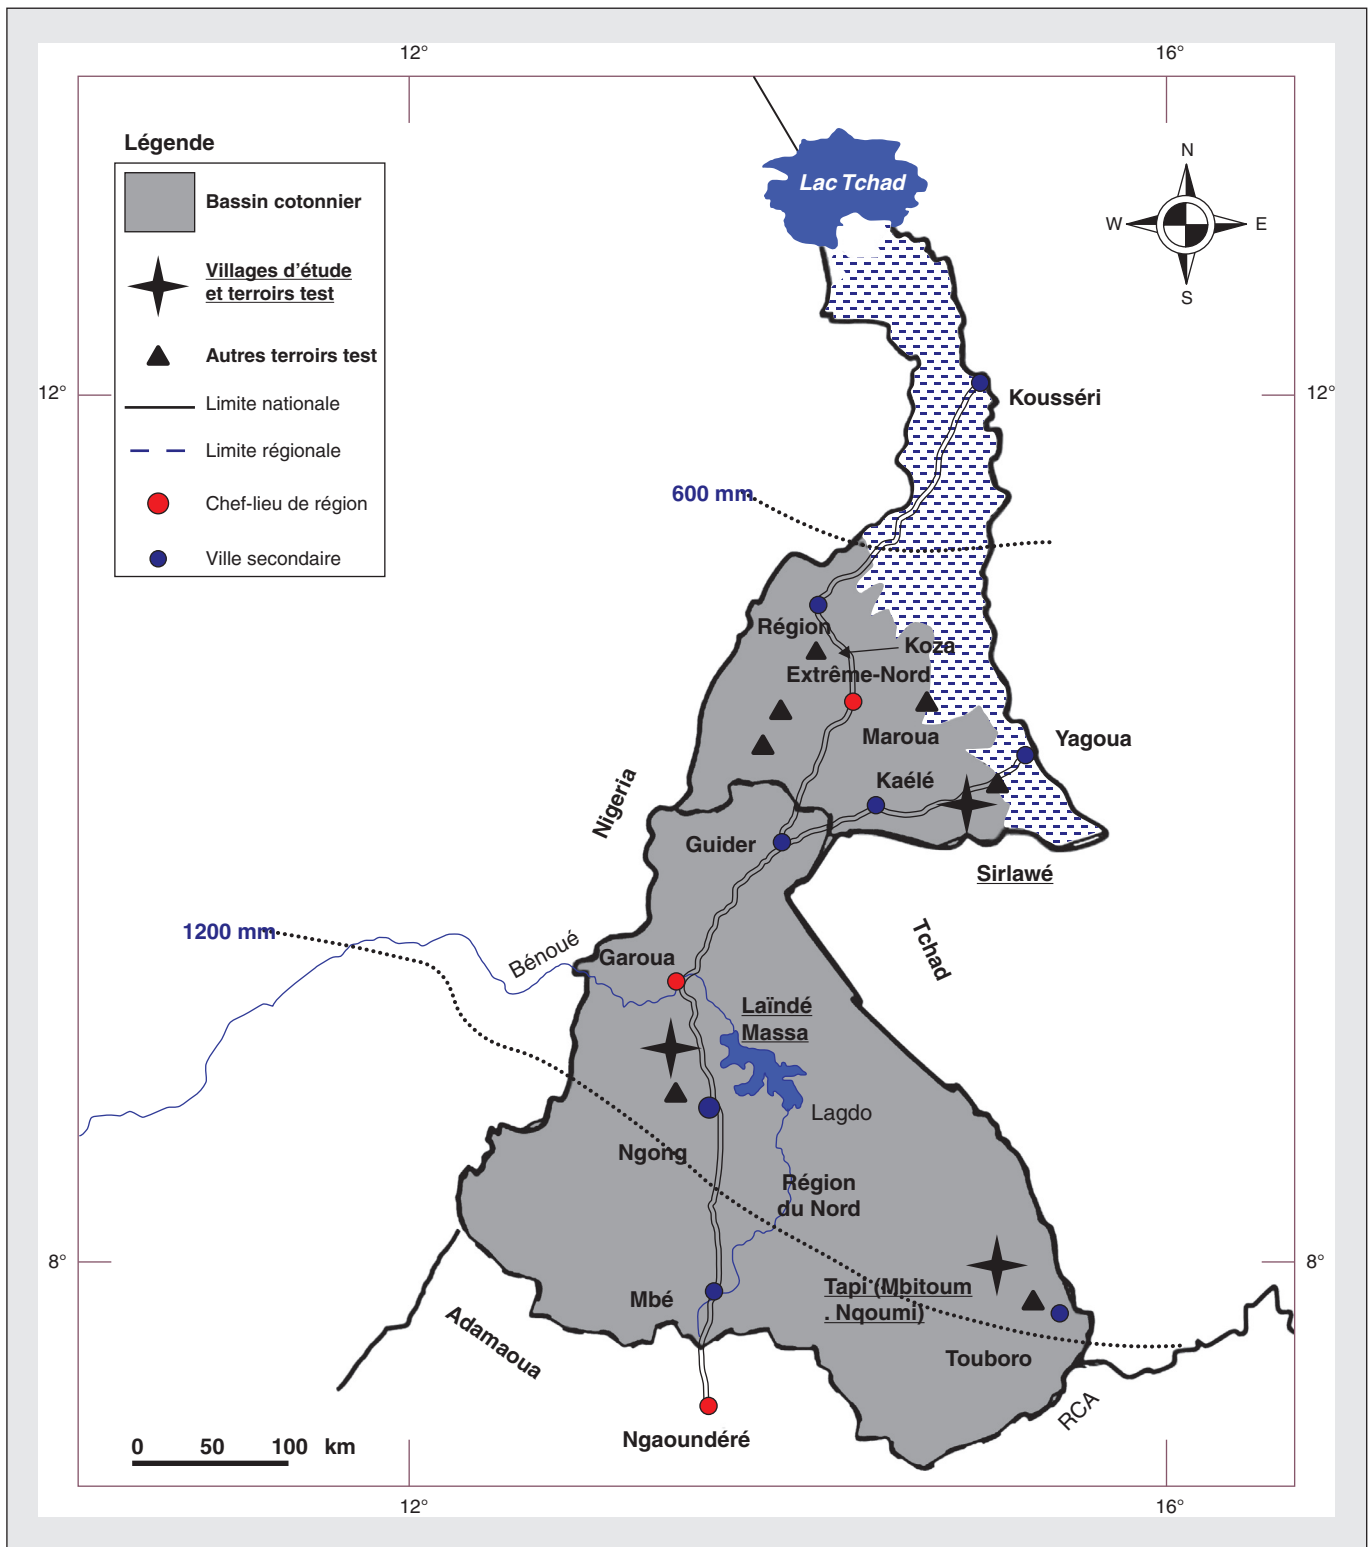 12°
16°
Légende
Bassin cotonnier
Villages d'étude
et terroirs test
Autres terroirs test
Limite nationale
Limite régionale
Chef-lieu de région
Ville secondaire
Lac Tchad
N
W
E
S
12°
12°
Kousséri
600 mm
Région
Koza
Extrême-Nord
Maroua
Yagoua
Kaélé
Nigeria
Guider
Sirlawé
Tchad
1200 mm
Bénoué
Garoua
Laïndé
Massa
Lagdo
Ngong
Région
du Nord
8°
8°
Tapi (Mbitoum
. Nqoumi)
Mbé
Adamaoua
Touboro
RCA
Ngaoundéré
0 50 100 km
12°
16°